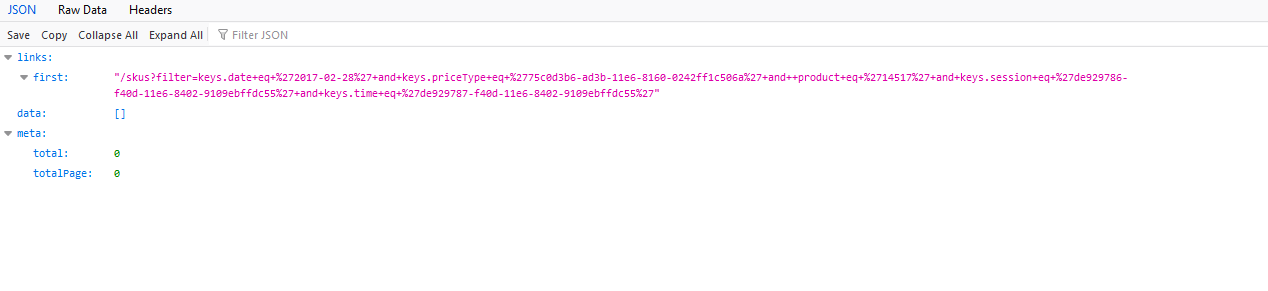 JSON Raw Data Headers
Save Copy Collapse All Expand All Filter JSON
links:
first: "/skus?filter=keys.date+eq+%272017-02-28%27+and+keys.priceType+eq+%2775c0d3b6-ad3b-11e6-8160-0242ff1c506a%27+and++product+eq+%2714517%27+and+keys.session+eq+%27de929786-
f40d-11e6-8402-9109ebffdc55%27+and+keys.time+eq+%27de929787-f40d-11e6-8402-9109ebffdc55%27"
data: []
meta:
total: 0
totalPage: 0